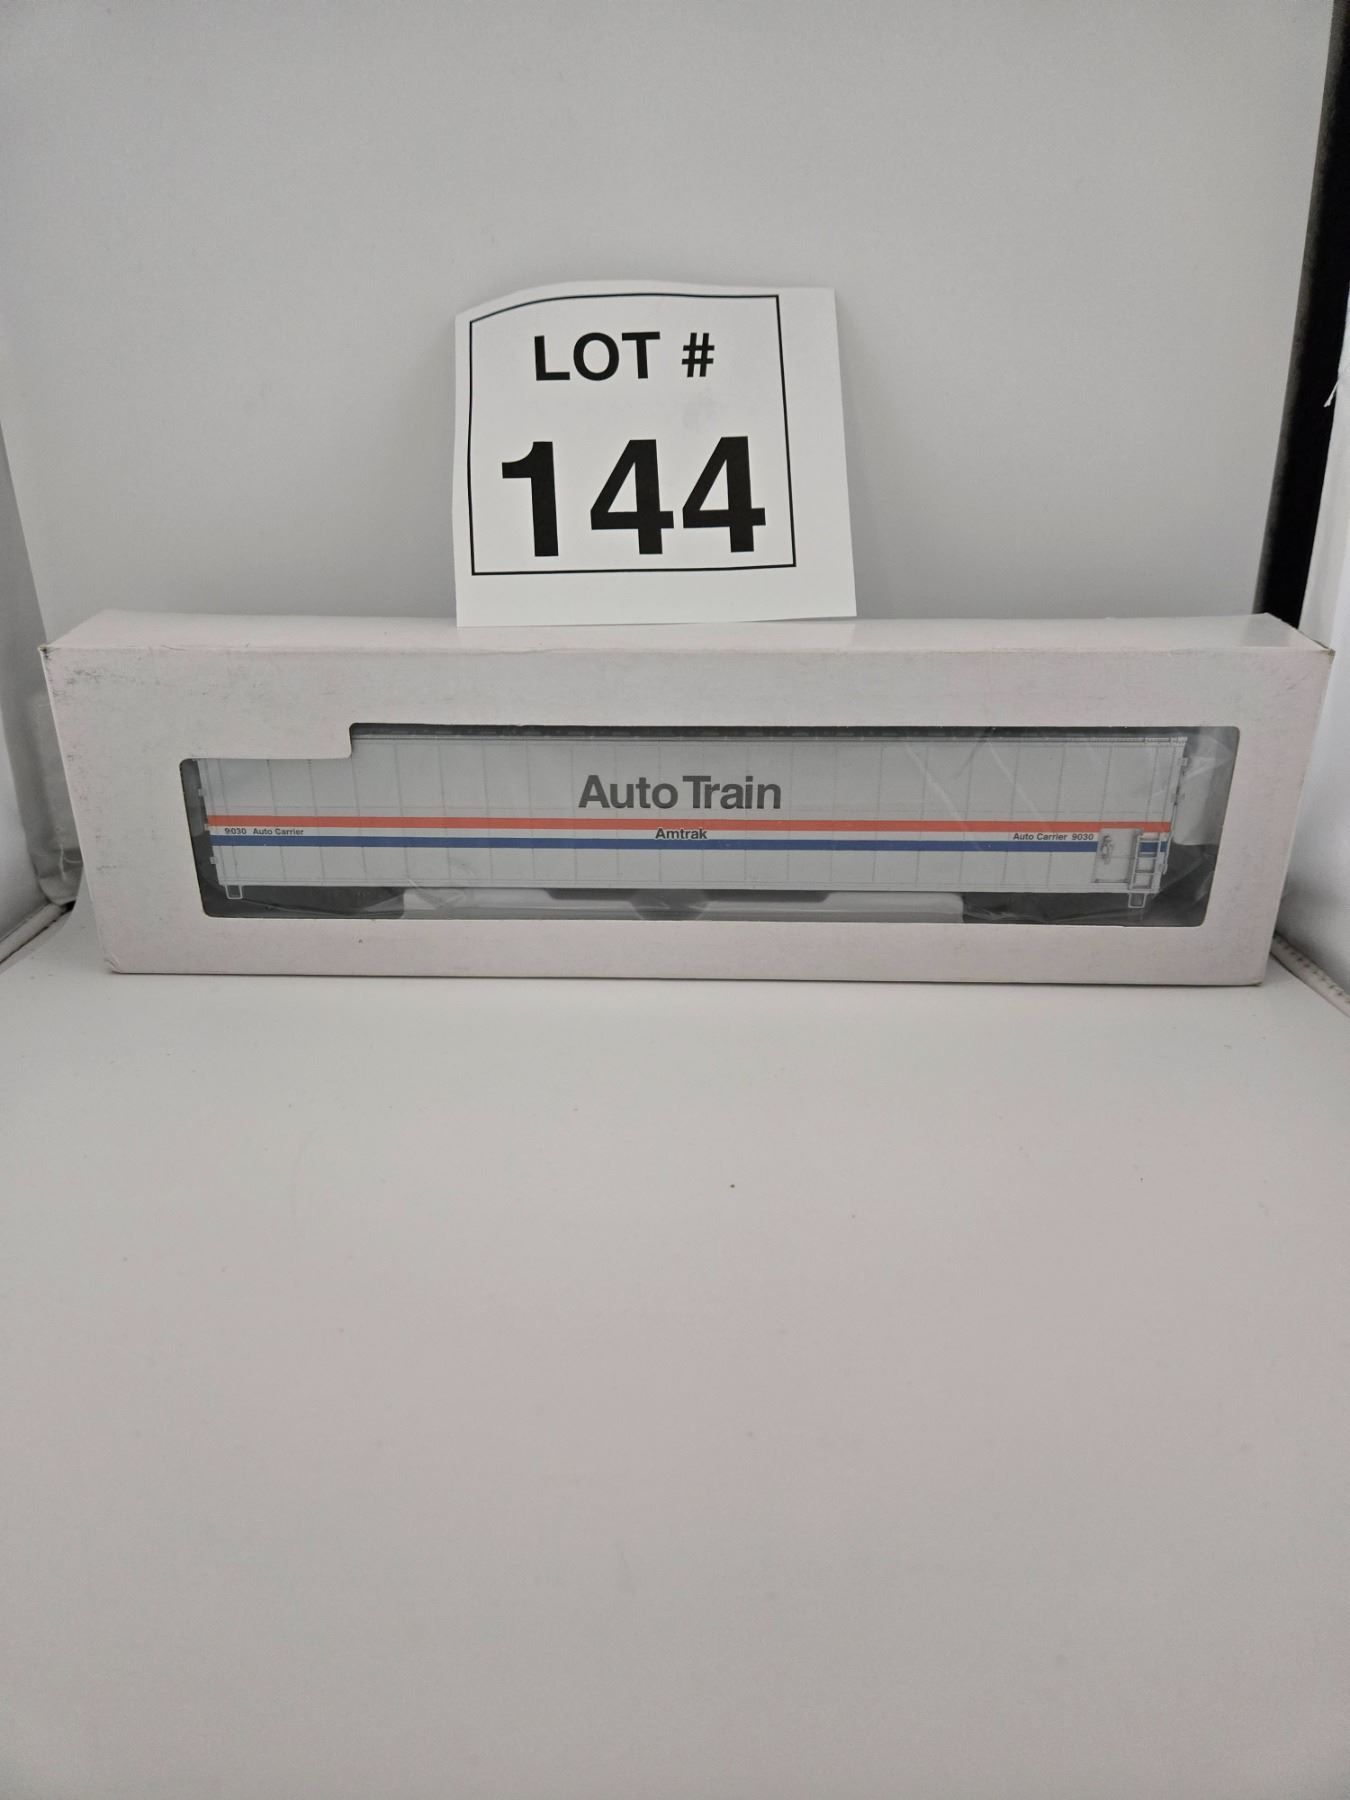 LOT #
144
Auto Train
9030 Auto Carrier
Amtrak
Auto Carrier 9030